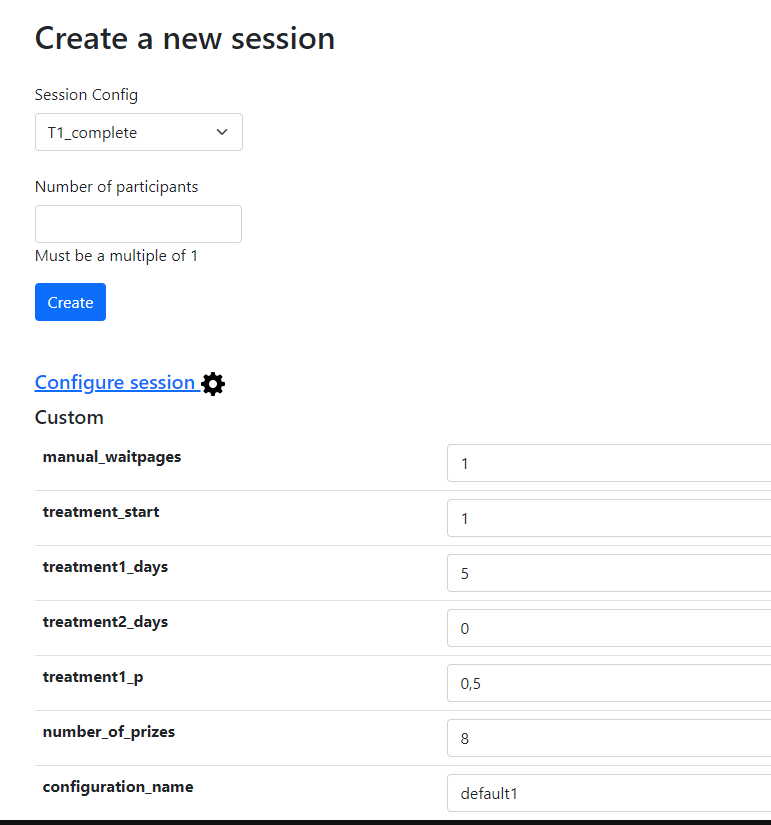 Create a new session
Session Config
T1_complete
Number of participants
Must be a multiple of 1
Create
Configure session
Custom
manual_waitpages 1
treatment_start 1
treatment1_days 5
treatment2_days 0
treatment1_p 0,5
number_of_prizes 8
configuration_name default1